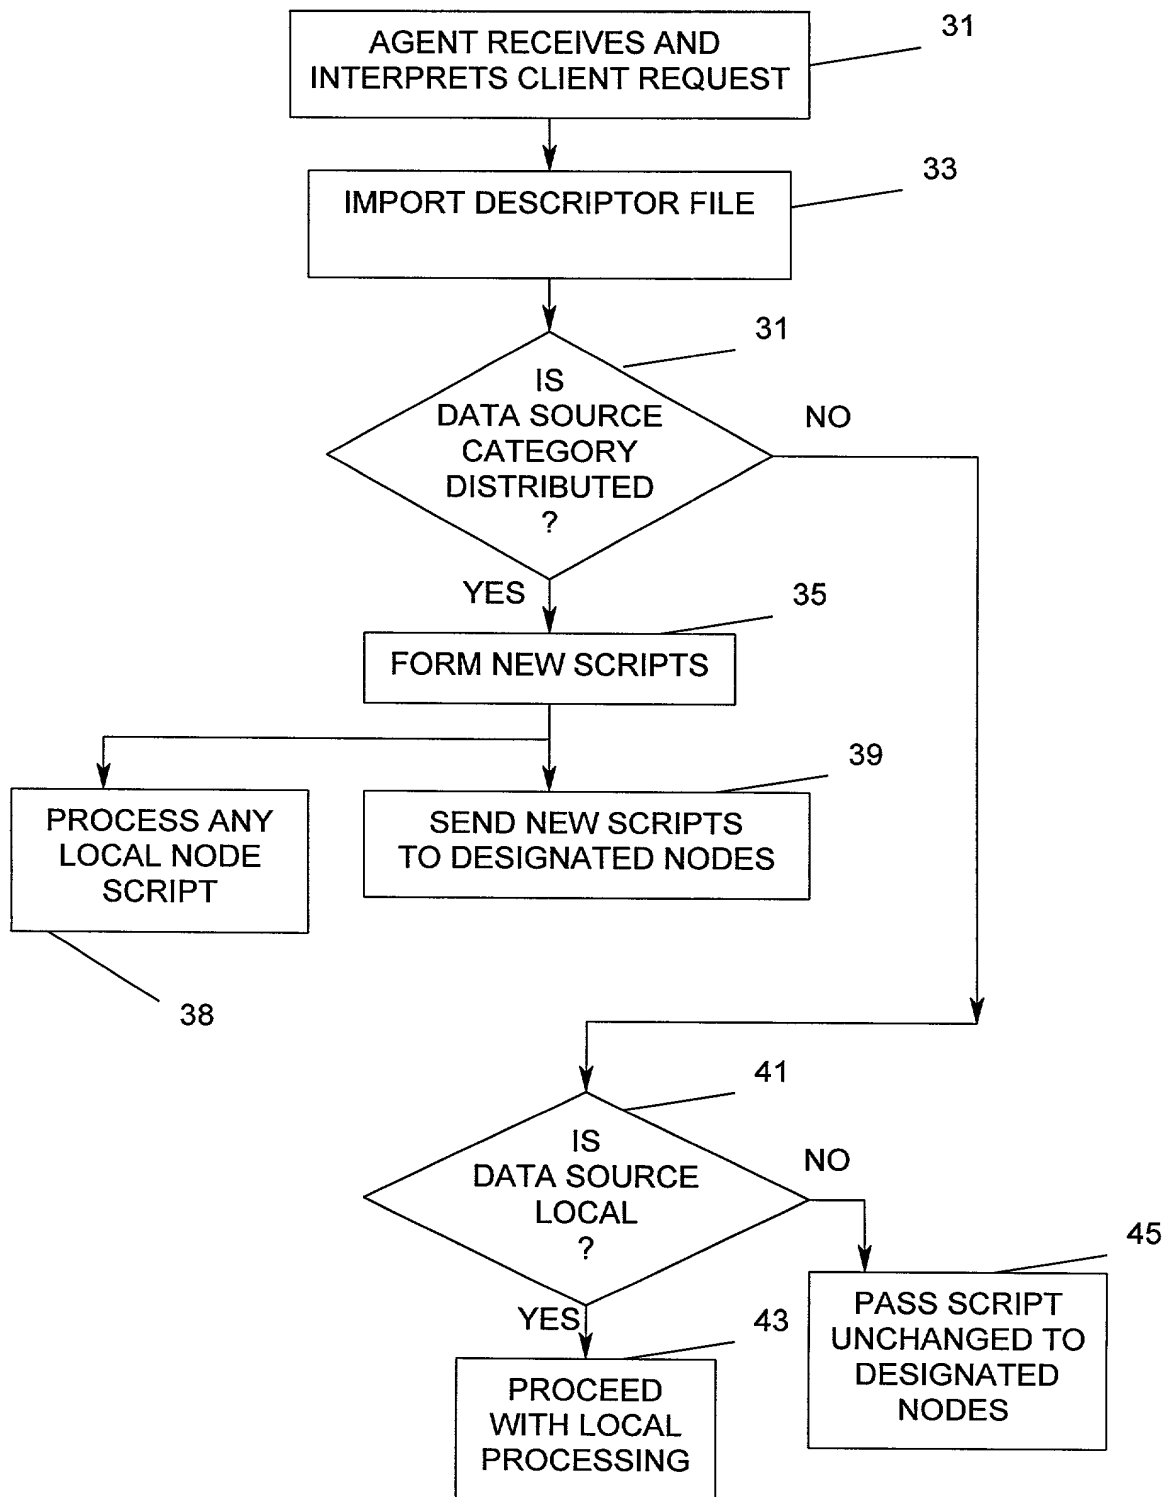 AGENT RECEIVES AND
INTERPRETS CLIENT REQUEST
31
IMPORT DESCRIPTOR FILE
33
31
IS
DATA SOURCE
CATEGORY
DISTRIBUTED
?
NO
YES
35
FORM NEW SCRIPTS
39
PROCESS ANY
LOCAL NODE
SCRIPT
SEND NEW SCRIPTS
TO DESIGNATED NODES
38
41
IS
DATA SOURCE
LOCAL
?
NO
45
YES
43
PASS SCRIPT
UNCHANGED TO
DESIGNATED
NODES
PROCEED
WITH LOCAL
PROCESSING